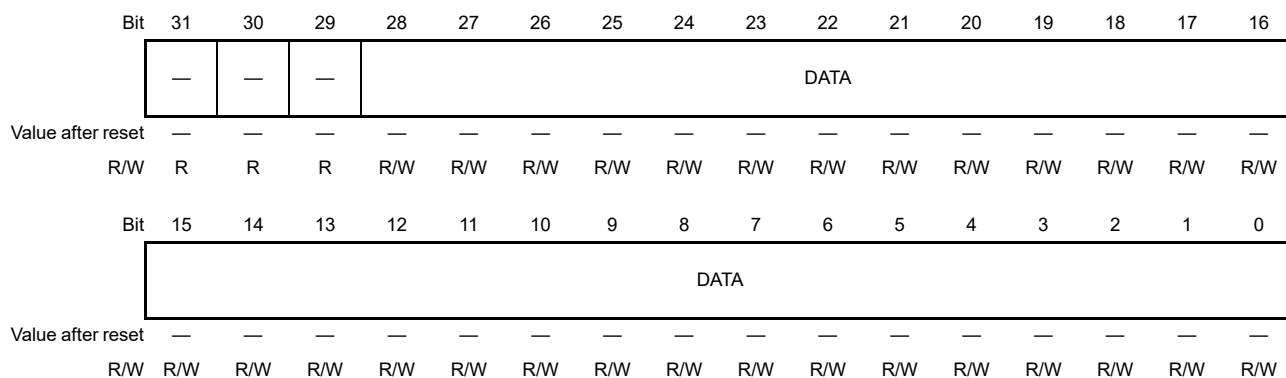 Bit 31 30 29 28 27 26 25 24 23 22 21 20 19 18 17 16
— — — DATA
Value after reset — — — — — — — — — — — — — — — —
R/W R R R R/W R/W R/W R/W R/W R/W R/W R/W R/W R/W R/W R/W R/W
Bit 15 14 13 12 11 10 9 8 7 6 5 4 3 2 1 0
DATA
Value after reset — — — — — — — — — — — — — — — —
R/W R/W R/W R/W R/W R/W R/W R/W R/W R/W R/W R/W R/W R/W R/W R/W R/W